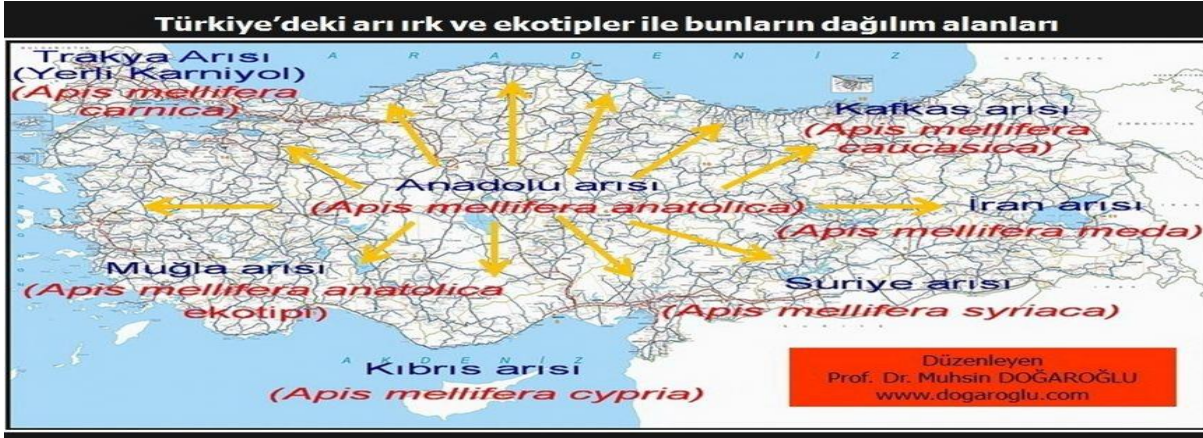 Türkiye'deki arı ırk ve ekotipler ile bunların dağılım alanları
Trakya Arısı
(Yerli Karniyol)
(Apis mellifera
carnica)
K A R A D E N İ Z
Kafkas arısı
(Apis mellifera
caucasica)
Anadolu arısı
(Apis mellifera anatolica)
İran arısı
(Apis mellifera meda)
Muğla arısı
(Apis mellifera anatolica
ekotipi)
Suriye arısı
(Apis mellifera syriaca)
A K D E N İ Z
Kıbrıs arısı
(Apis mellifera cypria)
Düzenleyen
Prof. Dr. Muhsin DOĞAROĞLU
www.dogaroglu.com